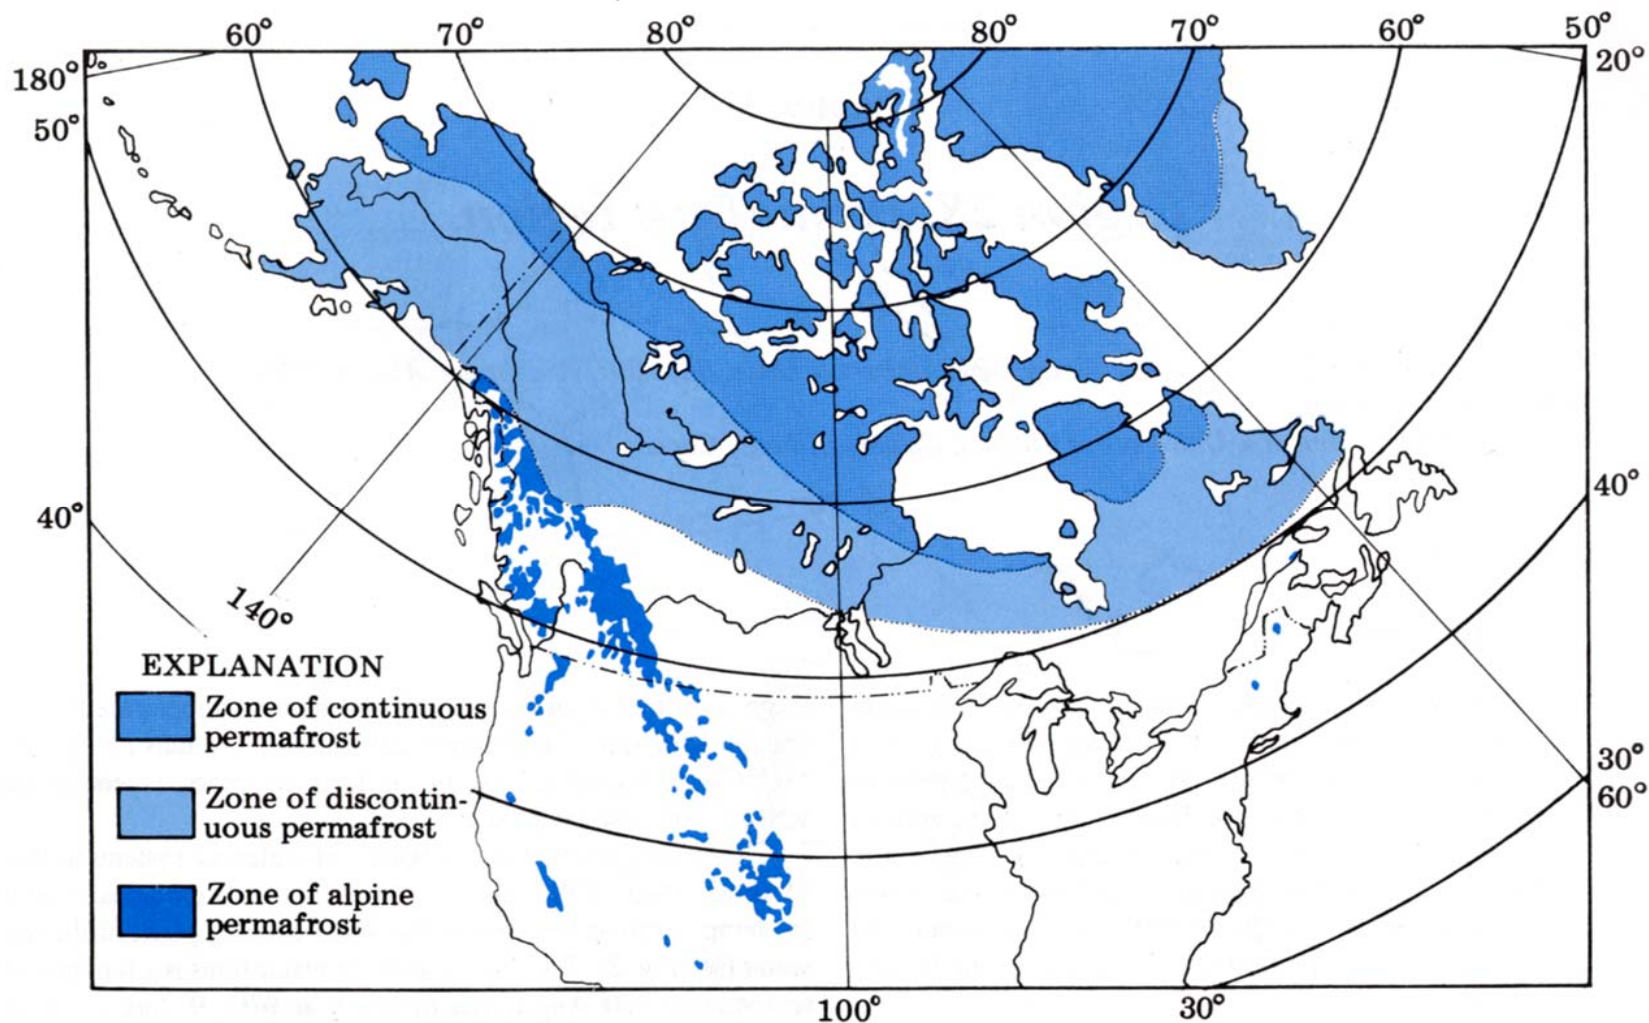 60° 70° 80° 80° 70° 60° 50°
180° 20°
50°
40° 40°
140°
30°
60°
EXPLANATION
Zone of continuous
permafrost
Zone of discontin-
uous permafrost
Zone of alpine
permafrost
100° 30°